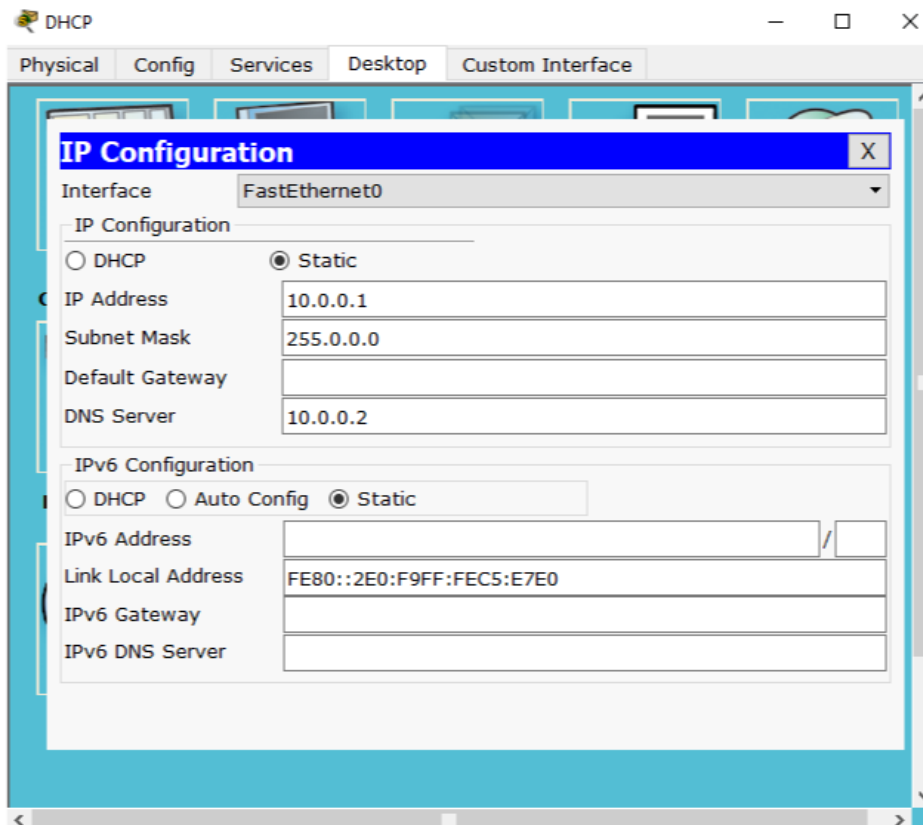 DHCP
Physical Config Services Desktop Custom Interface
IP Configuration X
Interface FastEthernet0
IP Configuration
DHCP Static
IP Address 10.0.0.1
Subnet Mask 255.0.0.0
Default Gateway
DNS Server 10.0.0.2
IPv6 Configuration
DHCP Auto Config Static
IPv6 Address /
Link Local Address FE80::2E0:F9FF:FEC5:E7E0
IPv6 Gateway
IPv6 DNS Server